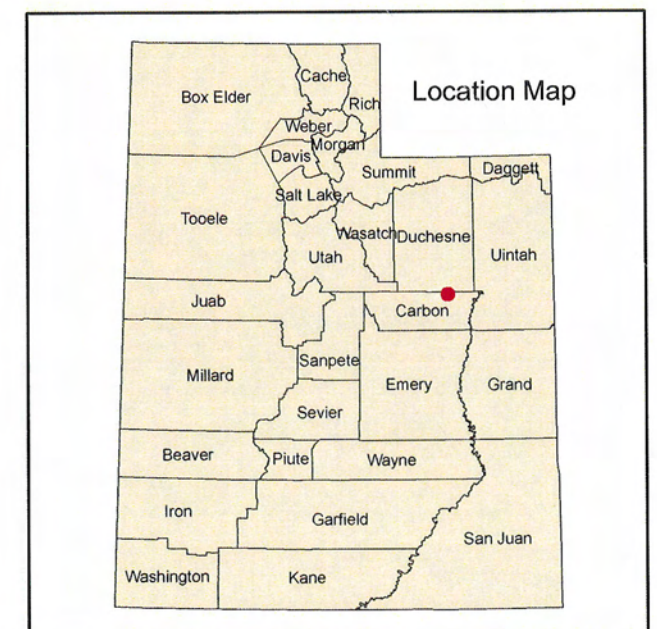 Location Map
Cache
Box Elder
Rich
Weber
Morgan
Davis
Summit
Daggett
Salt Lake
Tooele
Wasatch
Duchesne
Utah
Uintah
Juab
Carbon
Sanpete
Millard
Emery
Grand
Sevier
Beaver
Piute
Wayne
Iron
Garfield
San Juan
Washington
Kane